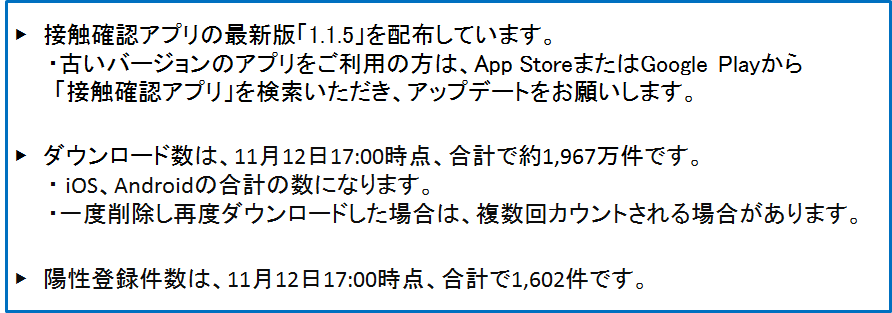 ▶ 接触確認アプリの最新版「1.1.5」を配布しています。
・古いバージョンのアプリをご利用の方は、App StoreまたはGoogle Playから
「接触確認アプリ」を検索いただき、アップデートをお願いします。
▶ ダウンロード数は、11月12日17:00時点、合計で約1,967万件です。
・ iOS、Androidの合計の数になります。
・一度削除し再度ダウンロードした場合は、複数回カウントされる場合があります。
▶ 陽性登録件数は、11月12日17:00時点、合計で1,602件です。